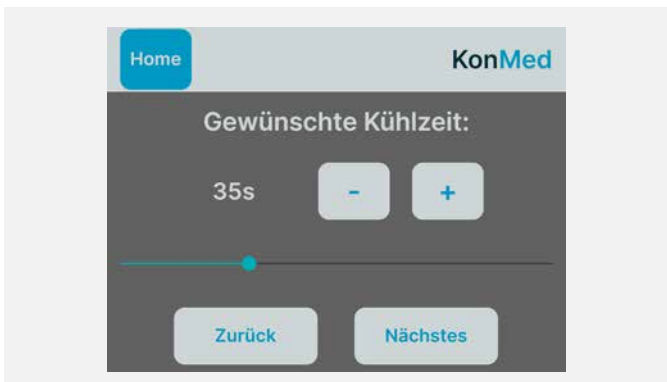 Home KonMed
Gewünschte Kühlzeit:
35s - +
Zurück Nächstes